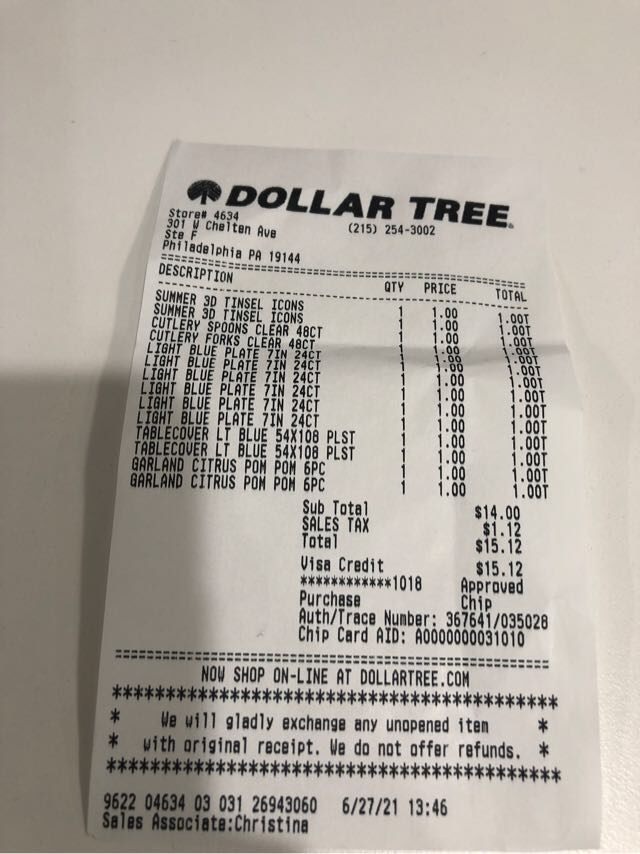 DOLLAR TREE
Store# 4634 (215) 254-3002
301 W Chelten Ave
Ste F
Philadelphia PA 19144
DESCRIPTION QTY PRICE TOTAL
SUMMER 3D TINSEL ICONS 1 1.00 1.00T
SUMMER 3D TINSEL ICONS 1 1.00 1.00T
CUTLERY SPOONS CLEAR 48CT 1 1.00 1.00T
CUTLERY FORKS CLEAR 48CT 1 1.00 1.00T
LIGHT BLUE PLATE 7IN 24CT 1 1.00 1.00T
LIGHT BLUE PLATE 7IN 24CT 1 1.00 1.00T
LIGHT BLUE PLATE 7IN 24CT 1 1.00 1.00T
LIGHT BLUE PLATE 7IN 24CT 1 1.00 1.00T
LIGHT BLUE PLATE 7IN 24CT 1 1.00 1.00T
LIGHT BLUE PLATE 7IN 24CT 1 1.00 1.00T
TABLECOVER LT BLUE 54X108 PLST 1 1.00 1.00T
TABLECOVER LT BLUE 54X108 PLST 1 1.00 1.00T
GARLAND CITRUS POM POM 6PC 1 1.00 1.00T
GARLAND CITRUS POM POM 6PC 1 1.00 1.00T
Sub Total $14.00
SALES TAX $1.12
Total $15.12
Visa Credit $15.12
************1018 Approved
Purchase Chip
Auth/Trace Number: 367641/035028
Chip Card AID: A0000000031010
NOW SHOP ON-LINE AT DOLLARTREE.COM
* We will gladly exchange any unopened item *
* with original receipt. We do not offer refunds. *
9622 04634 03 031 26943060 6/27/21 13:46
Sales Associate:Christina